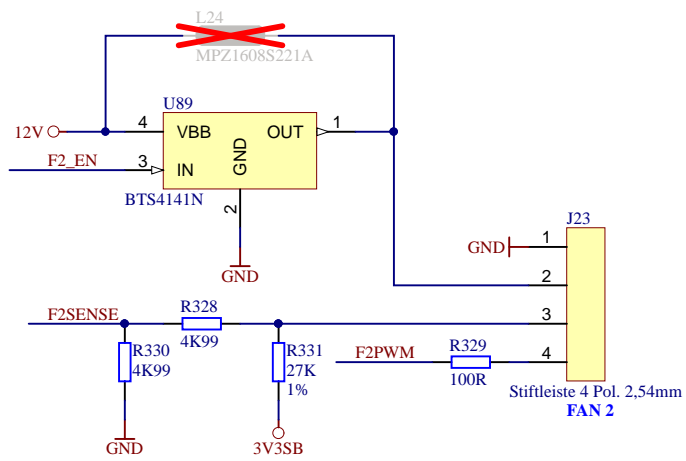 L24
MPZ1608S221A
U89
12V
4
VBB
OUT
1
F2_EN
3
IN
GND
BTS4141N
2
GND
J23
GND
1
2
F2SENSE
R328
4K99
3
R330
4K99
R331
27K
1%
F2PWM
R329
100R
4
Stiftleiste 4 Pol. 2,54mm
FAN 2
GND
3V3SB